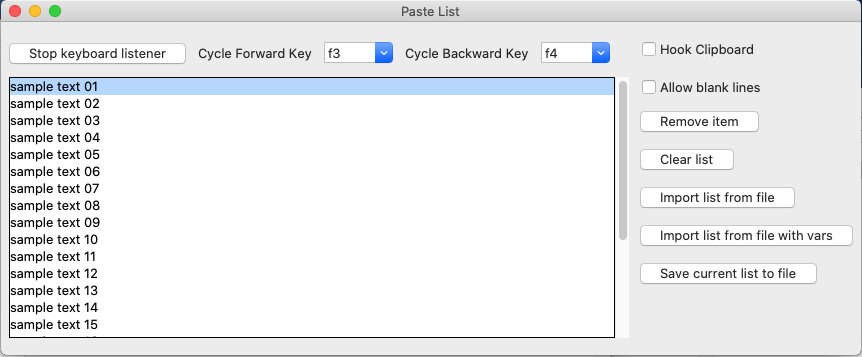 Paste List
Stop keyboard listener
Cycle Forward Key
f3
Cycle Backward Key
f4
Hook Clipboard
Allow blank lines
Remove item
Clear list
Import list from file
Import list from file with vars
Save current list to file
sample text 01
sample text 02
sample text 03
sample text 04
sample text 05
sample text 06
sample text 07
sample text 08
sample text 09
sample text 10
sample text 11
sample text 12
sample text 13
sample text 14
sample text 15